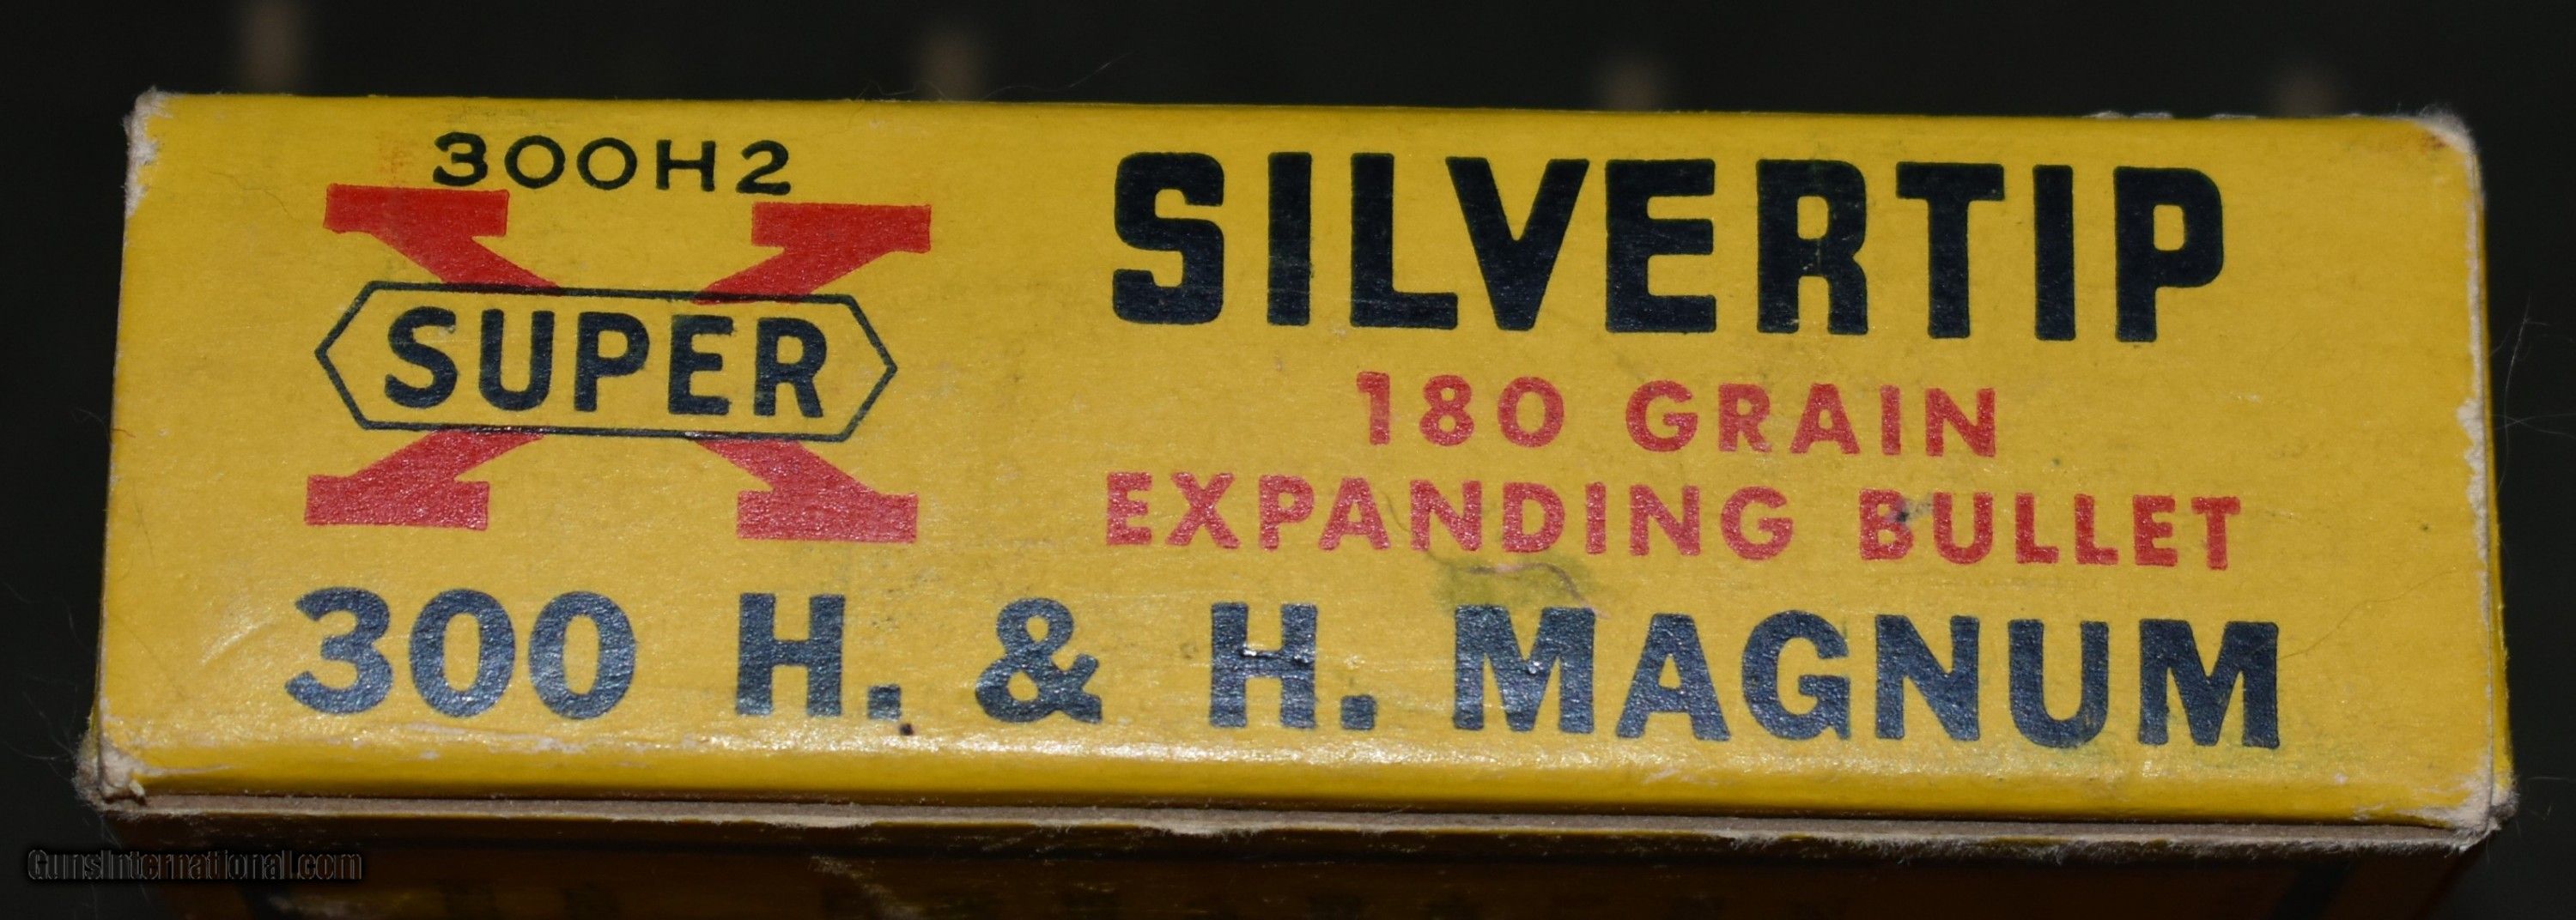 300H2
X
SUPER
SILVERTIP
180 GRAIN
EXPANDING BULLET
300 H. & H. MAGNUM
GunsInternational.com